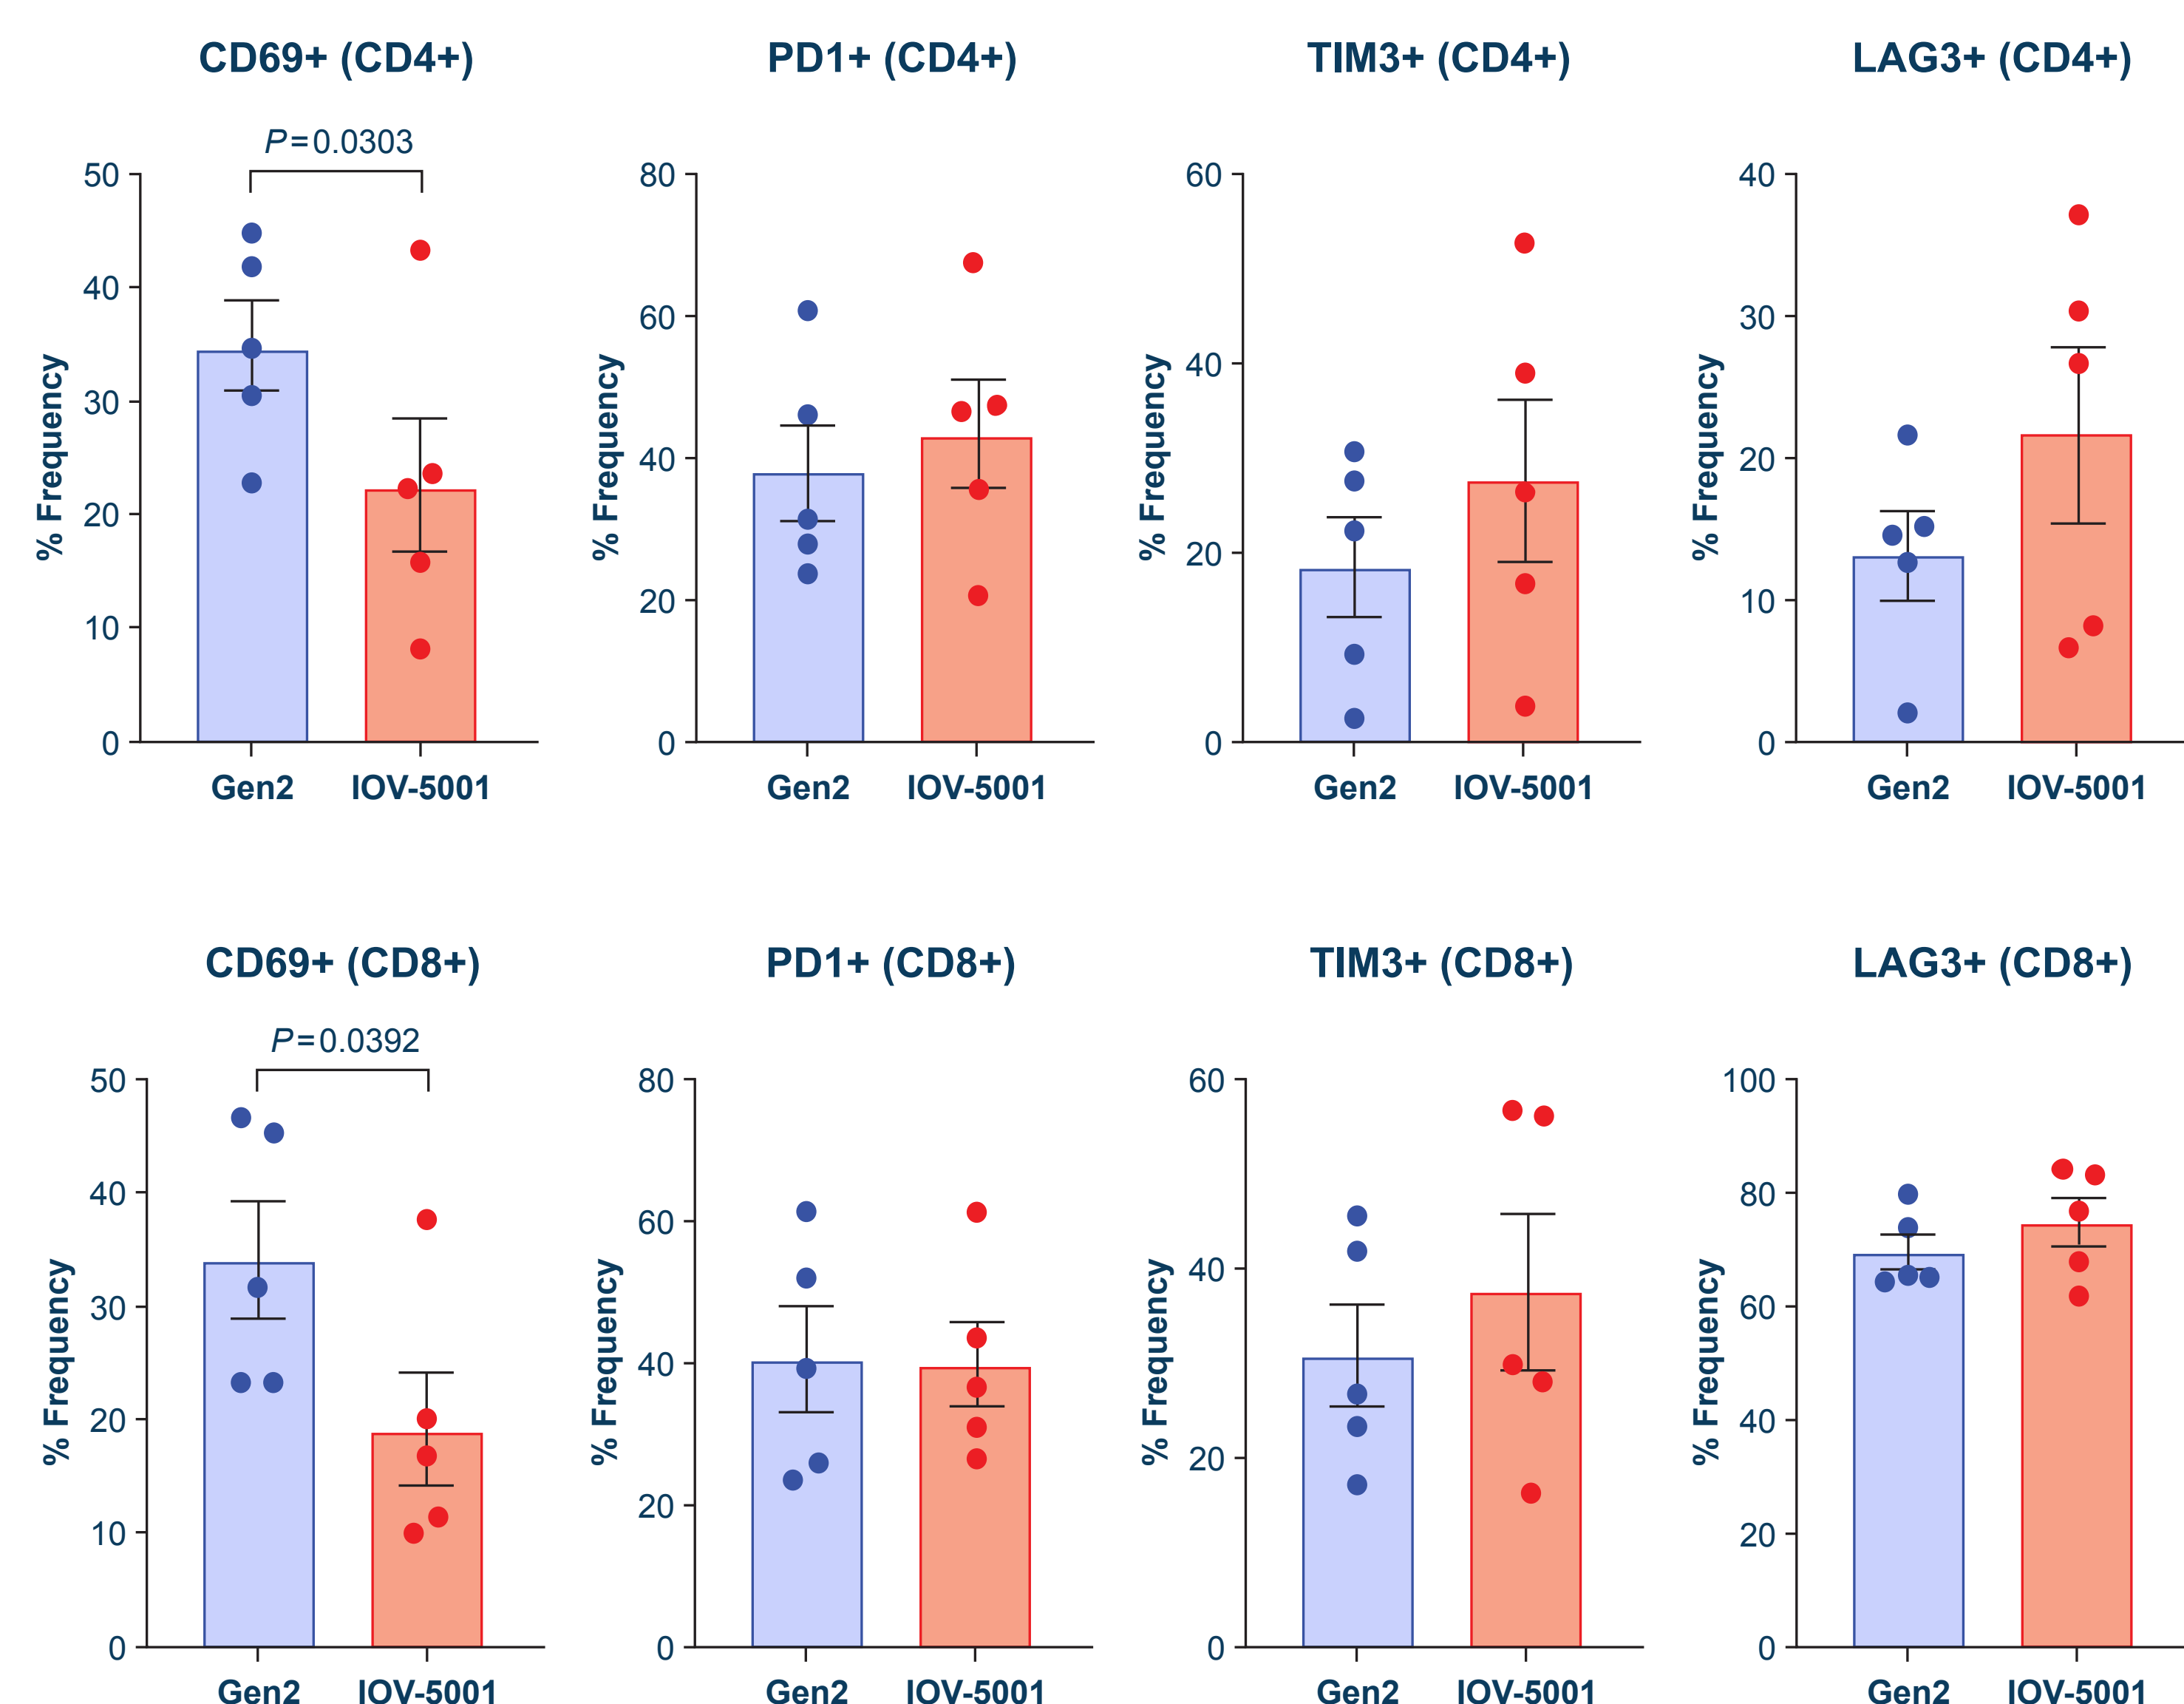 CD69+ (CD4+)
P=0.0303
50
40
30
20
10
0
% Frequency
Gen2
IOV-5001
PD1+ (CD4+)
80
60
40
20
0
% Frequency
Gen2
IOV-5001
TIM3+ (CD4+)
60
40
20
0
% Frequency
Gen2
IOV-5001
LAG3+ (CD4+)
40
30
20
10
0
% Frequency
Gen2
IOV-5001
CD69+ (CD8+)
P=0.0392
50
40
30
20
10
0
% Frequency
Gen2
IOV-5001
PD1+ (CD8+)
80
60
40
20
0
% Frequency
Gen2
IOV-5001
TIM3+ (CD8+)
60
40
20
0
% Frequency
Gen2
IOV-5001
LAG3+ (CD8+)
100
80
60
40
20
0
% Frequency
Gen2
IOV-5001